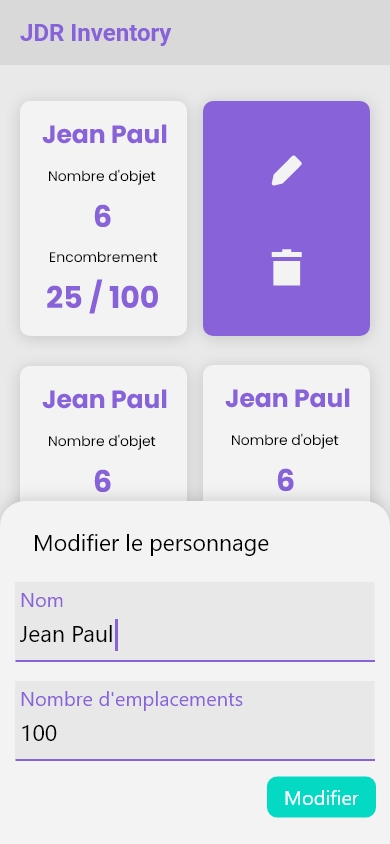 JDR Inventory
Jean Paul
Nombre d'objet
6
Encombrement
25 / 100
Jean Paul
Nombre d'objet
6
Jean Paul
Nombre d'objet
6
Modifier le personnage
Nom
Jean Paul
Nombre d'emplacements
100
Modifier